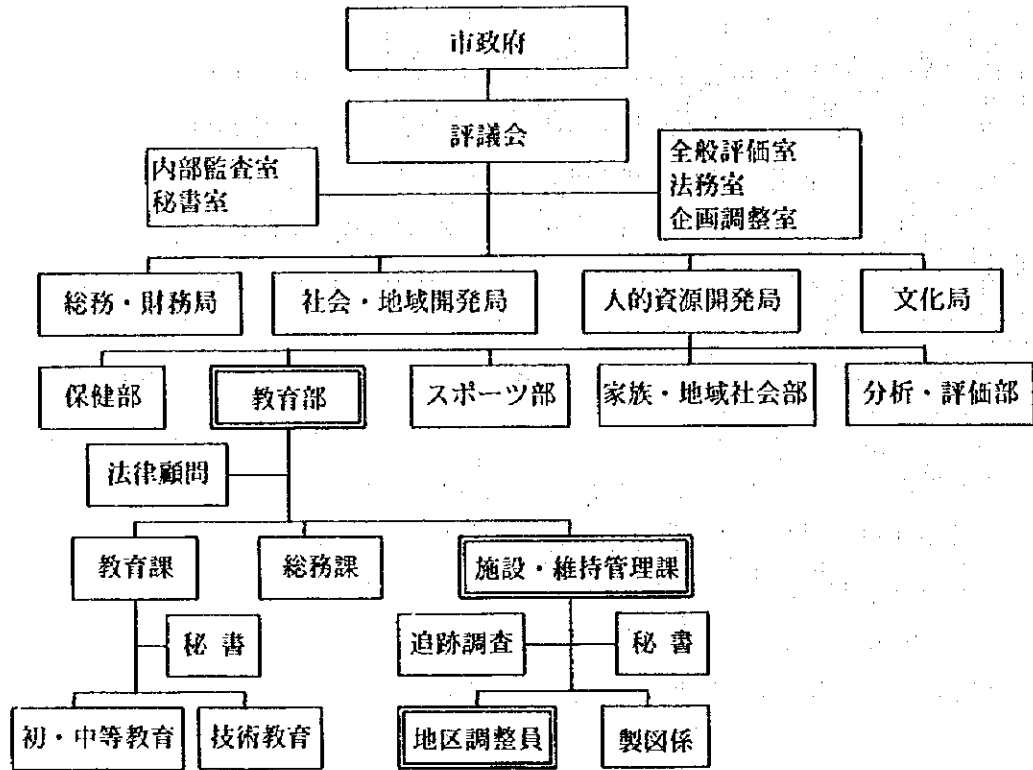 市政府
評議会
内部監査室
秘書室
全般評価室
法務室
企画調整室
総務・財務局
社会・地域開発局
人的資源開発局
文化局
保健部
教育部
スポーツ部
家族・地域社会部
分析・評価部
法律顧問
教育課
総務課
施設・維持管理課
秘 書
追跡調査
秘 書
初・中等教育
技術教育
地区調整員
製図係